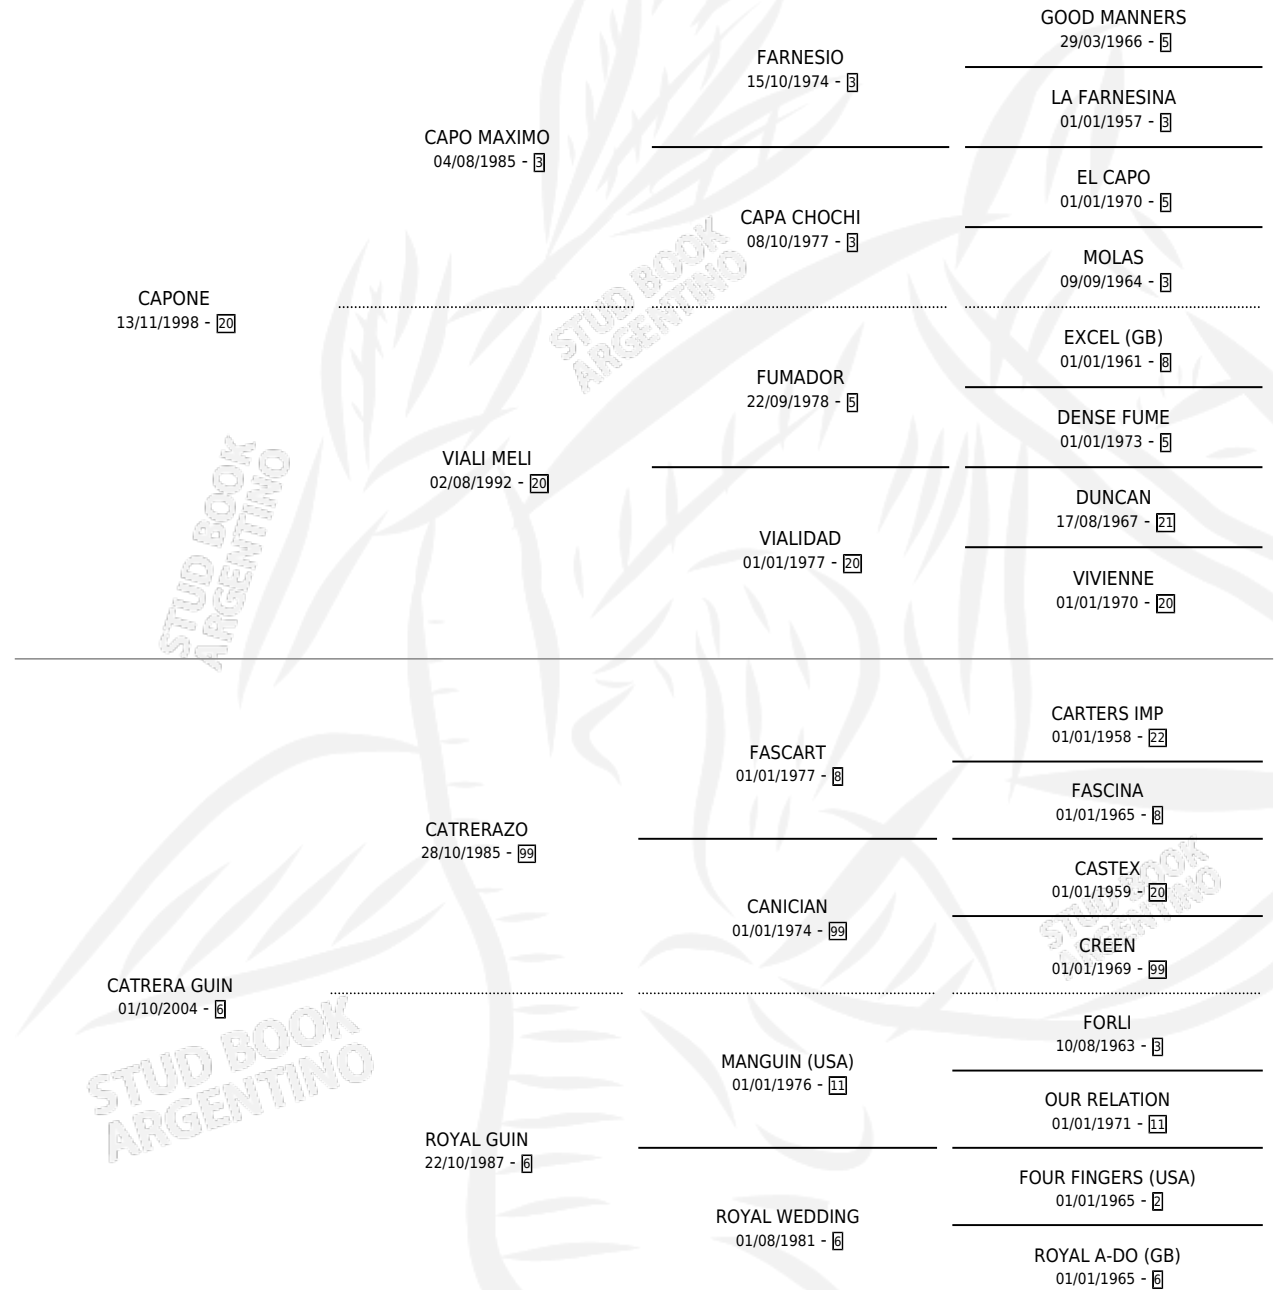 GOOD MANNERS
29/03/1966 - 5
FARNESIO
15/10/1974 - 3
LA FARNESINA
01/01/1957 - 3
CAPO MAXIMO
04/08/1985 - 3
EL CAPO
01/01/1970 - 5
CAPA CHOCHI
08/10/1977 - 3
MOLAS
09/09/1964 - 3
CAPONE
13/11/1998 - 20
STUD BOOK
ARGENTINO
EXCEL (GB)
01/01/1961 - 8
FUMADOR
22/09/1978 - 5
DENSE FUME
01/01/1973 - 5
VIALI MELI
02/08/1992 - 20
DUNCAN
17/08/1967 - 21
VIALIDAD
01/01/1977 - 20
VIVIENNE
01/01/1970 - 20
STUD BOOK
ARGENTINO
CARTERS IMP
01/01/1958 - 22
FASCART
01/01/1977 - 8
FASCINA
01/01/1965 - 8
CATRERAZO
28/10/1985 - 99
CASTEX
01/01/1959 - 20
CANICIAN
01/01/1974 - 99
STUD BOOK
ARGENTINO
CREEN
01/01/1969 - 99
CATRERA GUIN
01/10/2004 - 6
FORLI
10/08/1963 - 3
MANGUIN (USA)
01/01/1976 - 11
OUR RELATION
01/01/1971 - 11
STUD BOOK
ARGENTINO
ROYAL GUIN
22/10/1987 - 6
FOUR FINGERS (USA)
01/01/1965 - 2
ROYAL WEDDING
01/08/1981 - 6
ROYAL A-DO (GB)
01/01/1965 - 6